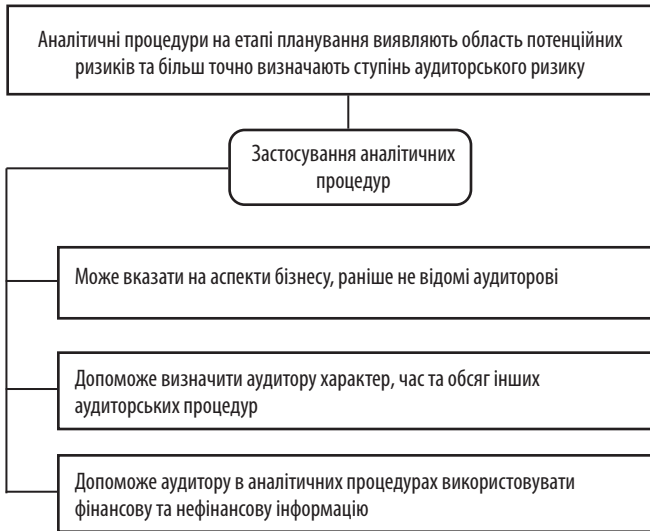 Аналітичні процедури на етапі планування виявляють область потенційних
ризиків та більш точно визначають ступінь аудиторського ризику
Застосування аналітичних
процедур
Може вказати на аспекти бізнесу, раніше не відомі аудиторові
Допоможе визначити аудитору характер, час та обсяг інших
аудиторських процедур
Допоможе аудитору в аналітичних процедурах використовувати
фінансову та нефінансову інформацію